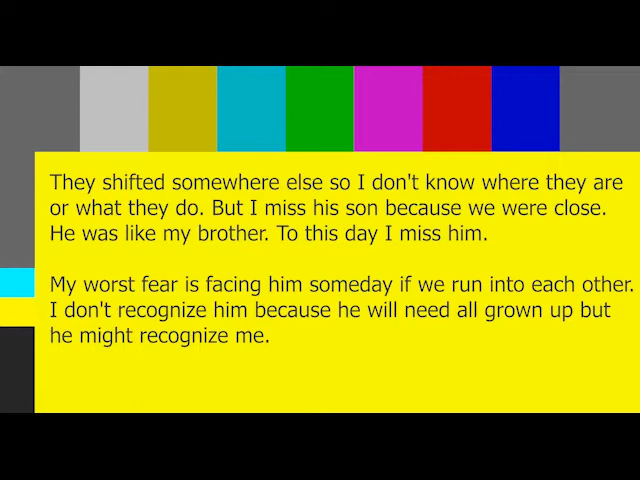 They shifted somewhere else so I don't know where they are
or what they do. But I miss his son because we were close.
He was like my brother. To this day I miss him.
My worst fear is facing him someday if we run into each other.
I don't recognize him because he will need all grown up but
he might recognize me.